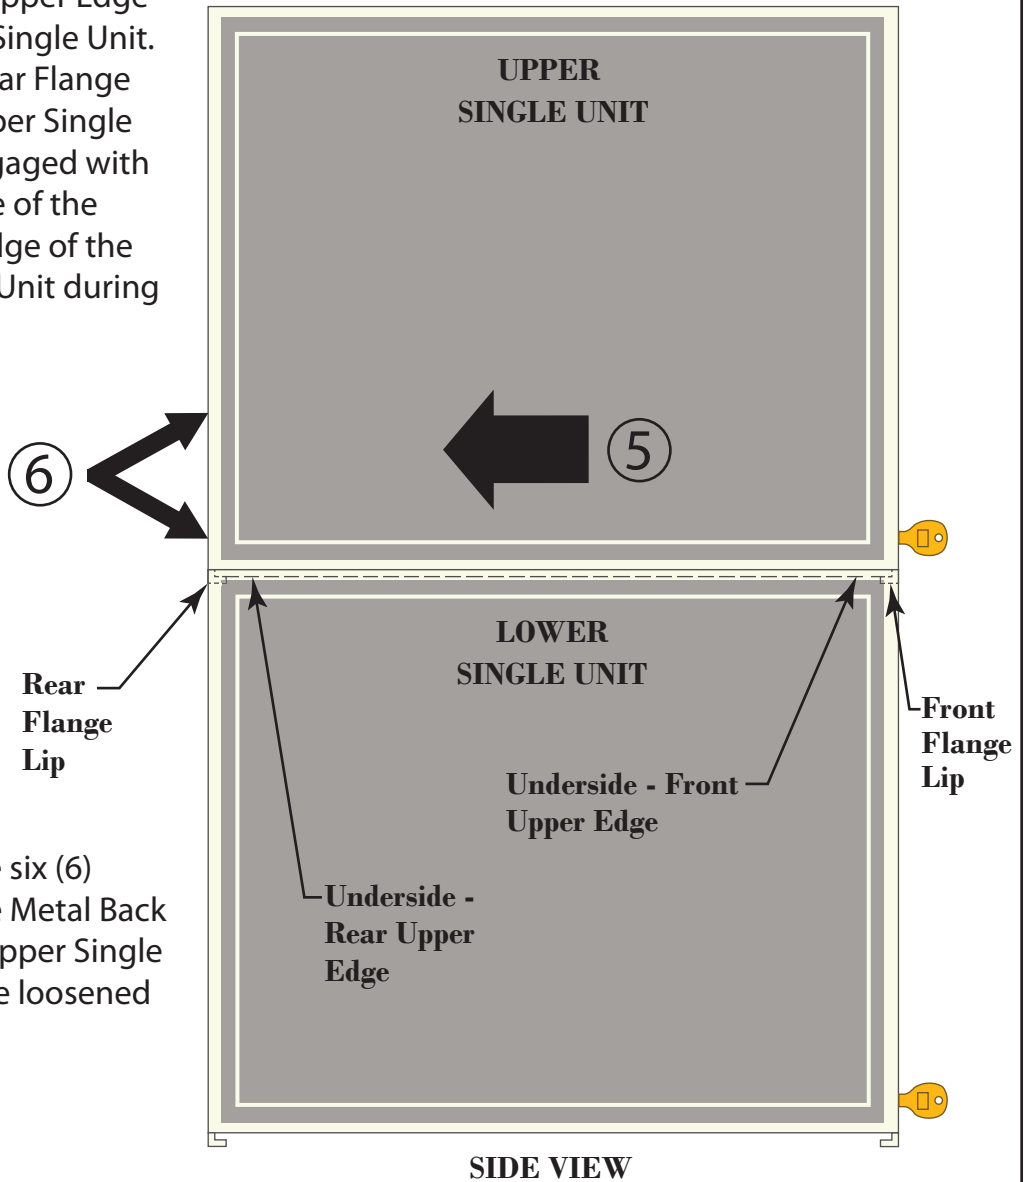 pper Edge
Single Unit.
ar Flange
per Single
gaged with
e of the
dge of the
Unit during
UPPER
SINGLE UNIT
⑤
⑥
LOWER
SINGLE UNIT
Rear
Flange
Lip
Front
Flange
Lip
Underside - Front
Upper Edge
Underside -
Rear Upper
Edge
e six (6)
e Metal Back
pper Single
e loosened
SIDE VIEW